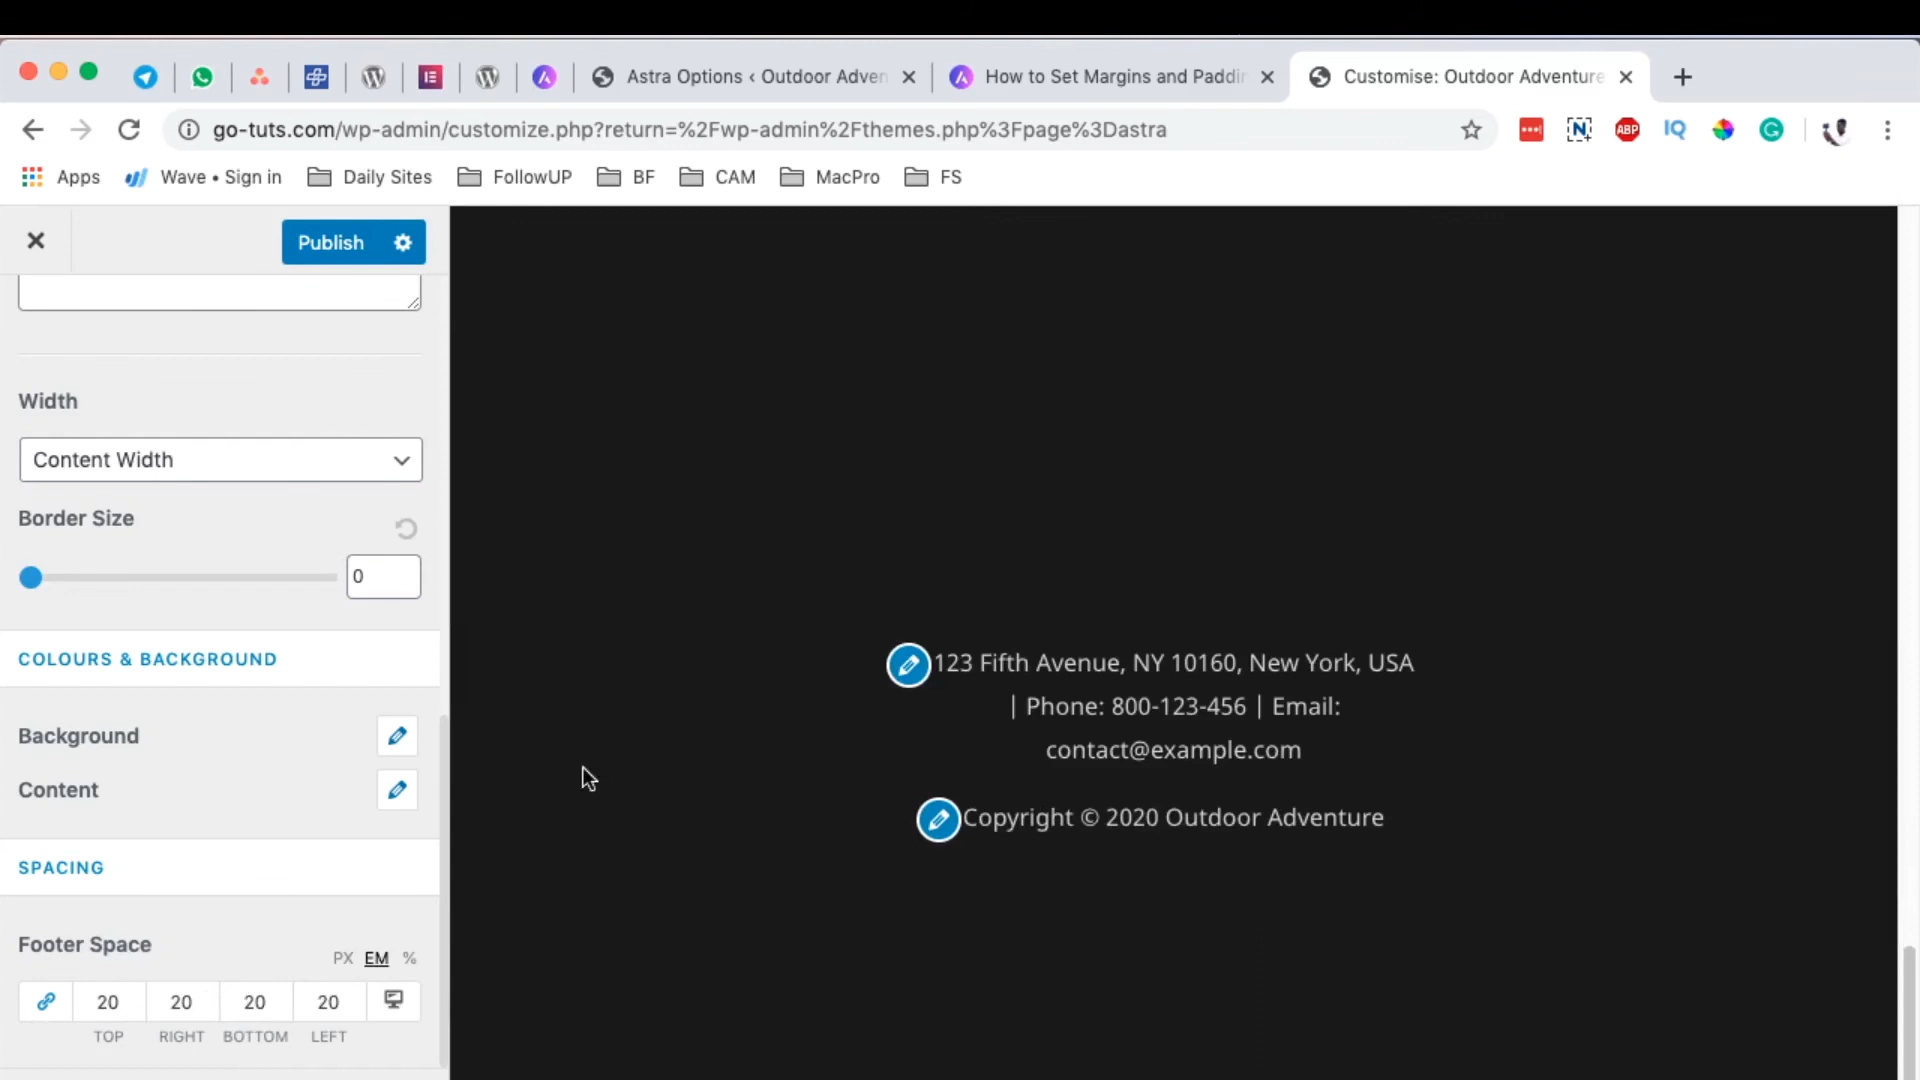 Astra Options ‹ Outdoor Adven
How to Set Margins and Paddin
Customise: Outdoor Adventure
go-tuts.com/wp-admin/customize.php?return=%2Fwp-admin%2Fthemes.php%3Fpage%3Dastra
N
ABP
IQ
Apps
Wave • Sign in
Daily Sites
FollowUP
BF
CAM
MacPro
FS
Publish
Width
Content Width
Border Size
0
COLOURS & BACKGROUND
Background
Content
SPACING
Footer Space
PX EM %
20 20 20 20
TOP RIGHT BOTTOM LEFT
123 Fifth Avenue, NY 10160, New York, USA
| Phone: 800-123-456 | Email:
contact@example.com
Copyright © 2020 Outdoor Adventure